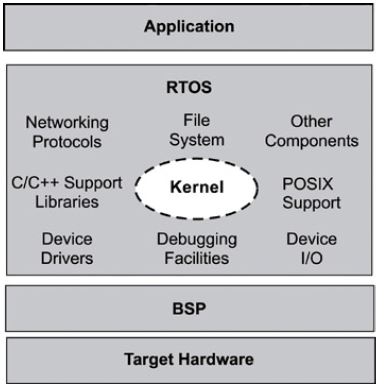 Application
RTOS
Networking
Protocols
File
System
Other
Components
C/C++ Support
Libraries
Kernel
POSIX
Support
Device
Drivers
Debugging
Facilities
Device
I/O
BSP
Target Hardware